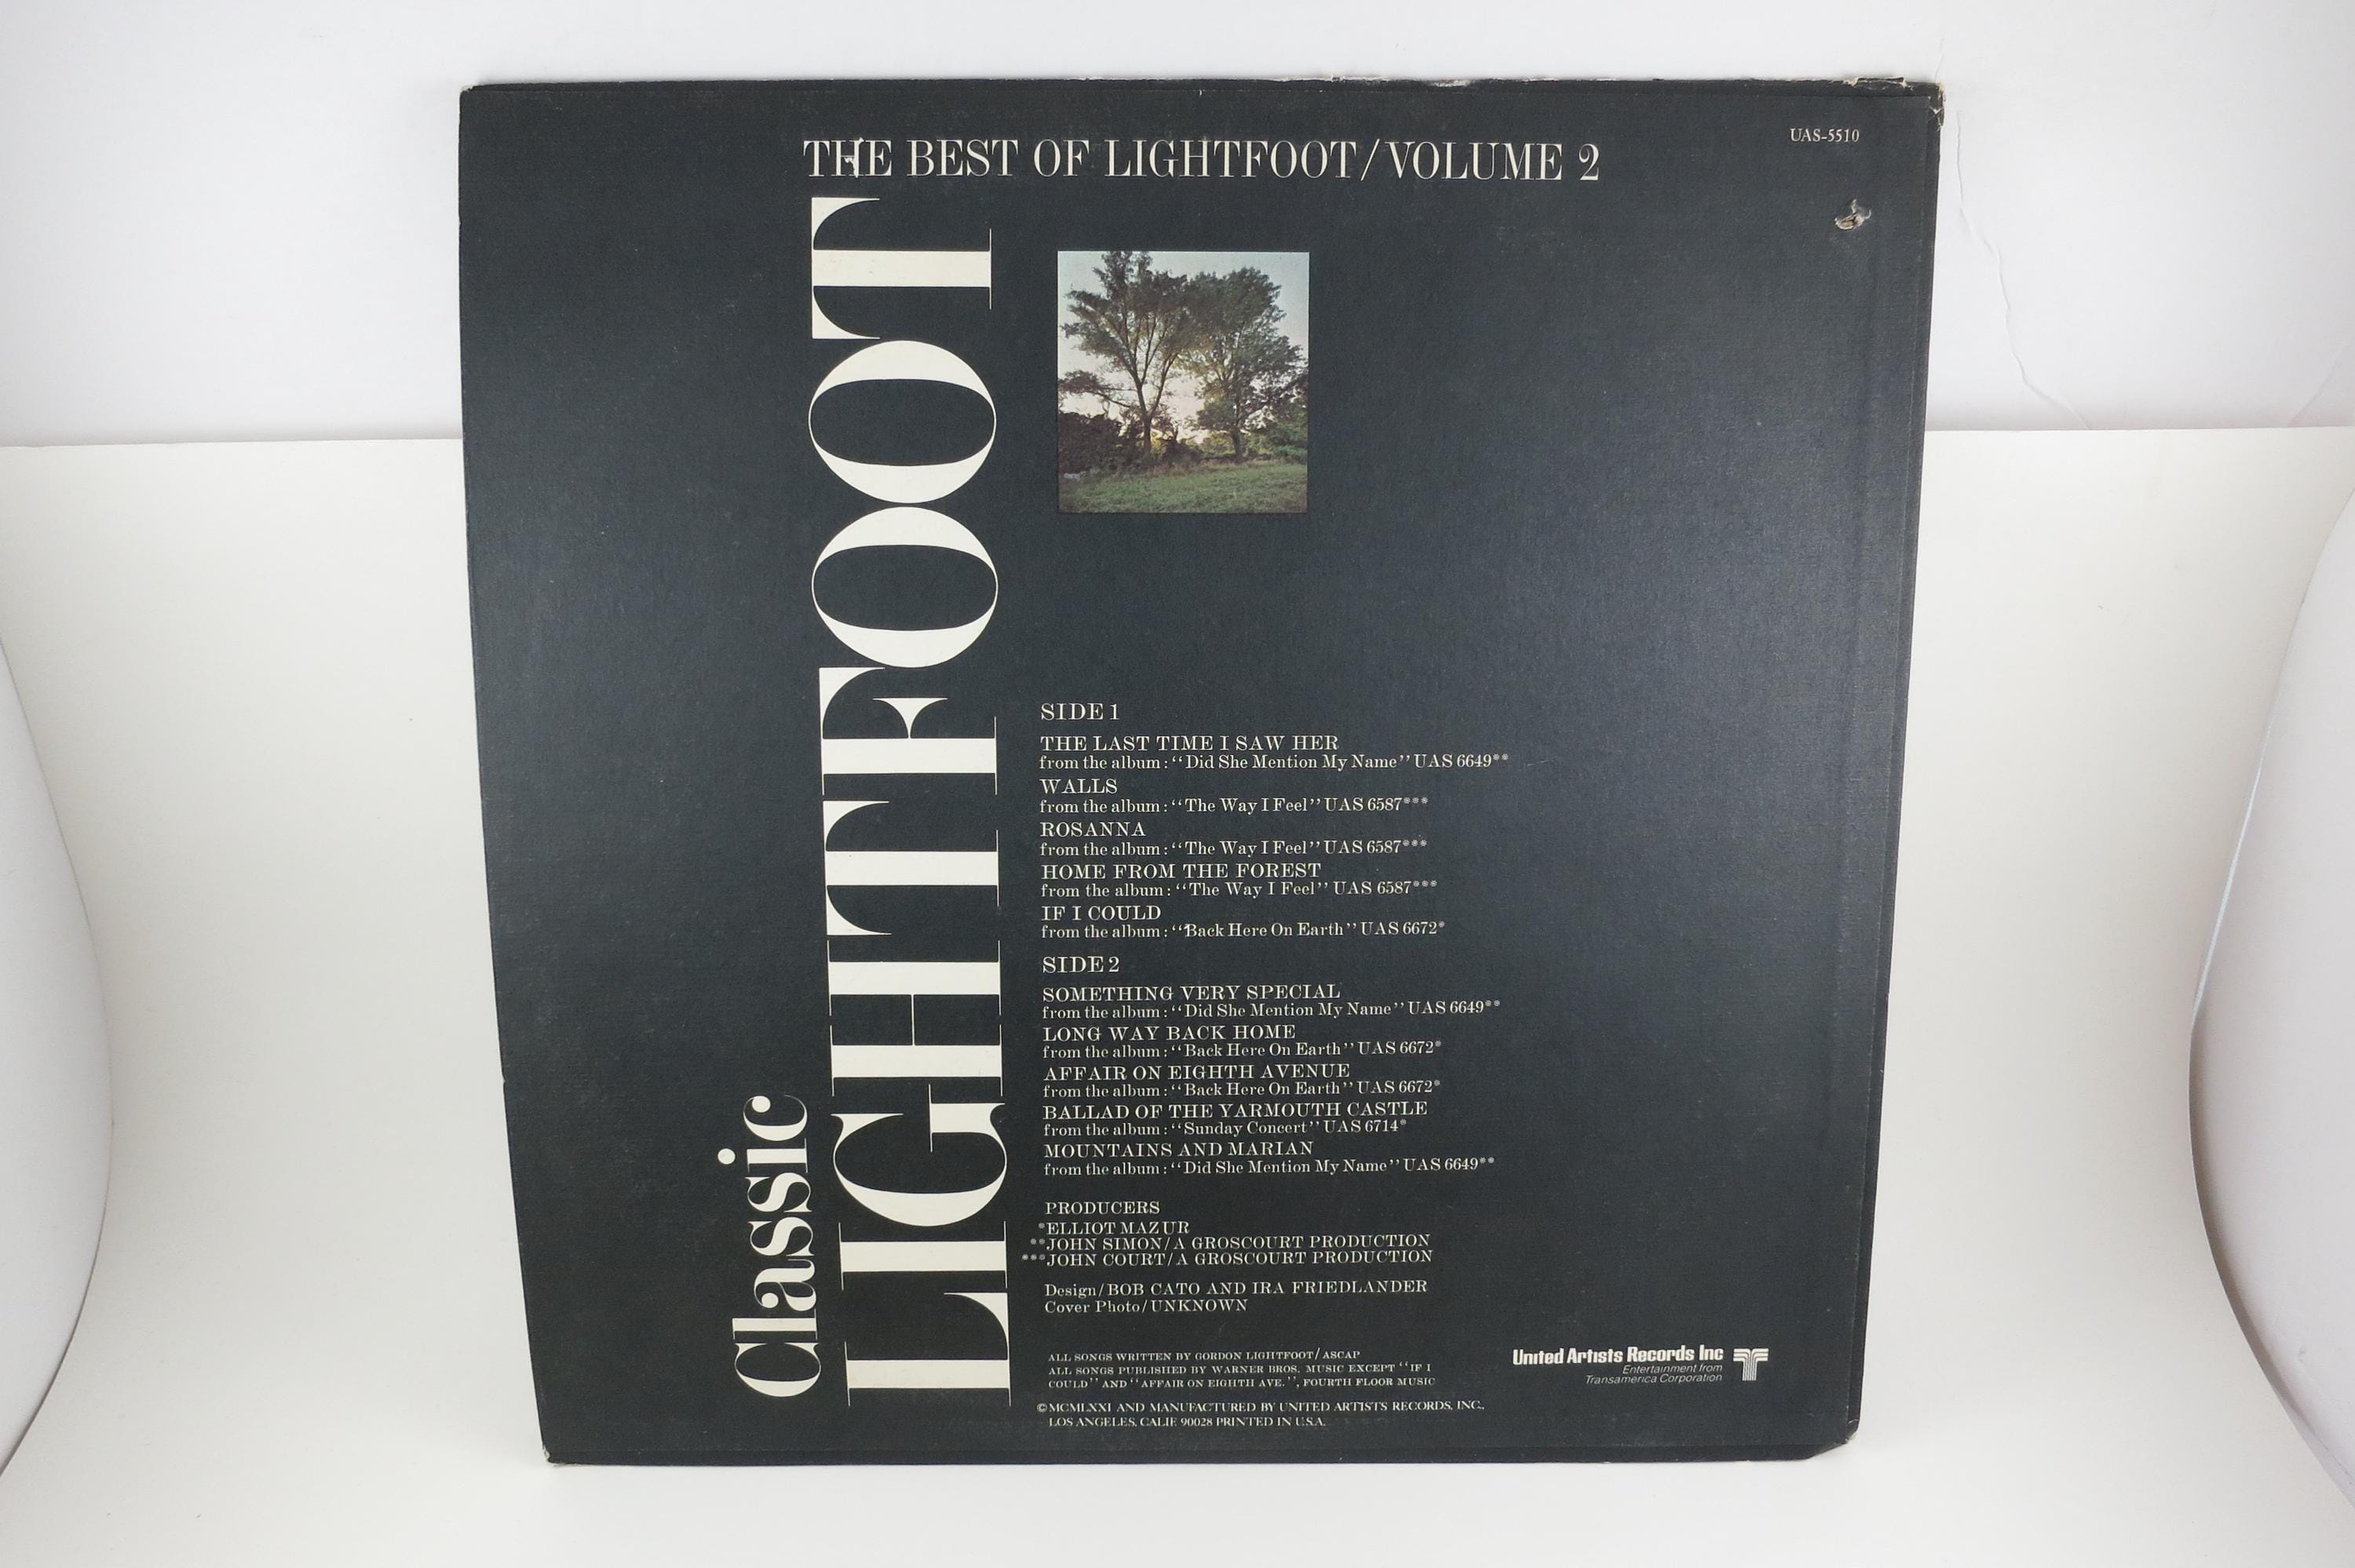 THE BEST OF LIGHTFOOT/VOLUME 2
UAS-5510
Classic
LIGHTFOOT
SIDE 1
THE LAST TIME I SAW HER
from the album: "Did She Mention My Name" UAS 6649**
WALLS
from the album: "The Way I Feel" UAS 6587***
ROSANNA
from the album: "The Way I Feel" UAS 6587***
HOME FROM THE FOREST
from the album: "The Way I Feel" UAS 6587***
IF I COULD
from the album: "Back Here On Earth" UAS 6672*
SIDE 2
SOMETHING VERY SPECIAL
from the album: "Did She Mention My Name" UAS 6649**
LONG WAY BACK HOME
from the album: "Back Here On Earth" UAS 6672*
AFFAIR ON EIGHTH AVENUE
from the album: "Back Here On Earth" UAS 6672*
BALLAD OF THE YARMOUTH CASTLE
from the album: "Sunday Concert" UAS 6714*
MOUNTAINS AND MARIAN
from the album: "Did She Mention My Name" UAS 6649**
PRODUCERS
*ELLIOT MAZUR
**JOHN SIMON/A GROSCOURT PRODUCTION
***JOHN COURT/A GROSCOURT PRODUCTION
Design/BOB CATO AND IRA FRIEDLANDER
Cover Photo/UNKNOWN
ALL SONGS WRITTEN BY GORDON LIGHTFOOT/ASCAP
ALL SONGS PUBLISHED BY WARNER BROS. MUSIC EXCEPT "IF I
COULD" AND "AFFAIR ON EIGHTH AVE.", FOURTH FLOOR MUSIC
©MCMLXXI AND MANUFACTURED BY UNITED ARTISTS RECORDS, INC.,
LOS ANGELES, CALIF. 90028 PRINTED IN U.S.A.
United Artists Records Inc
Entertainment from
Transamerica Corporation